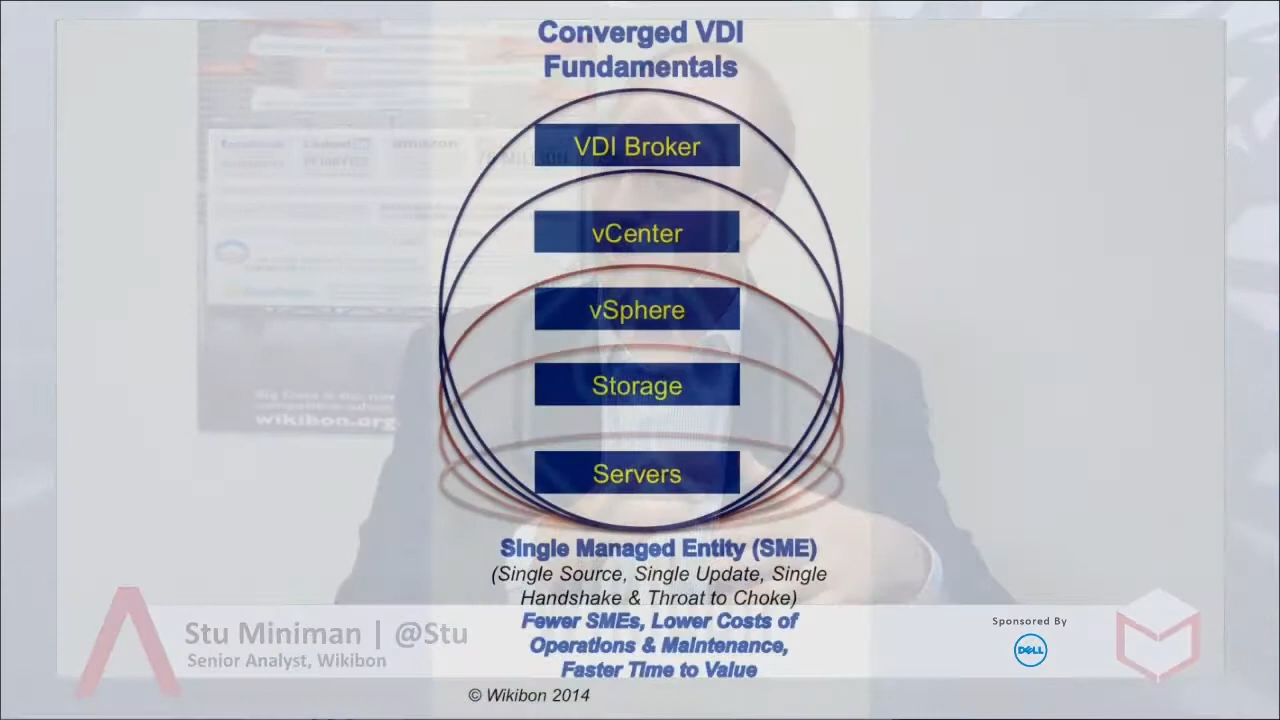 Converged VDI
Fundamentals
VDI Broker
vCenter
vSphere
Storage
Servers
wikibon.org
Single Managed Entity (SME)
(Single Source, Single Update, Single
Handshake & Throat to Choke)
Fewer SMEs, Lower Costs of
Operations & Maintenance,
Faster Time to Value
© Wikibon 2014
Stu Miniman | @Stu
Senior Analyst, Wikibon
Sponsored By
DELL